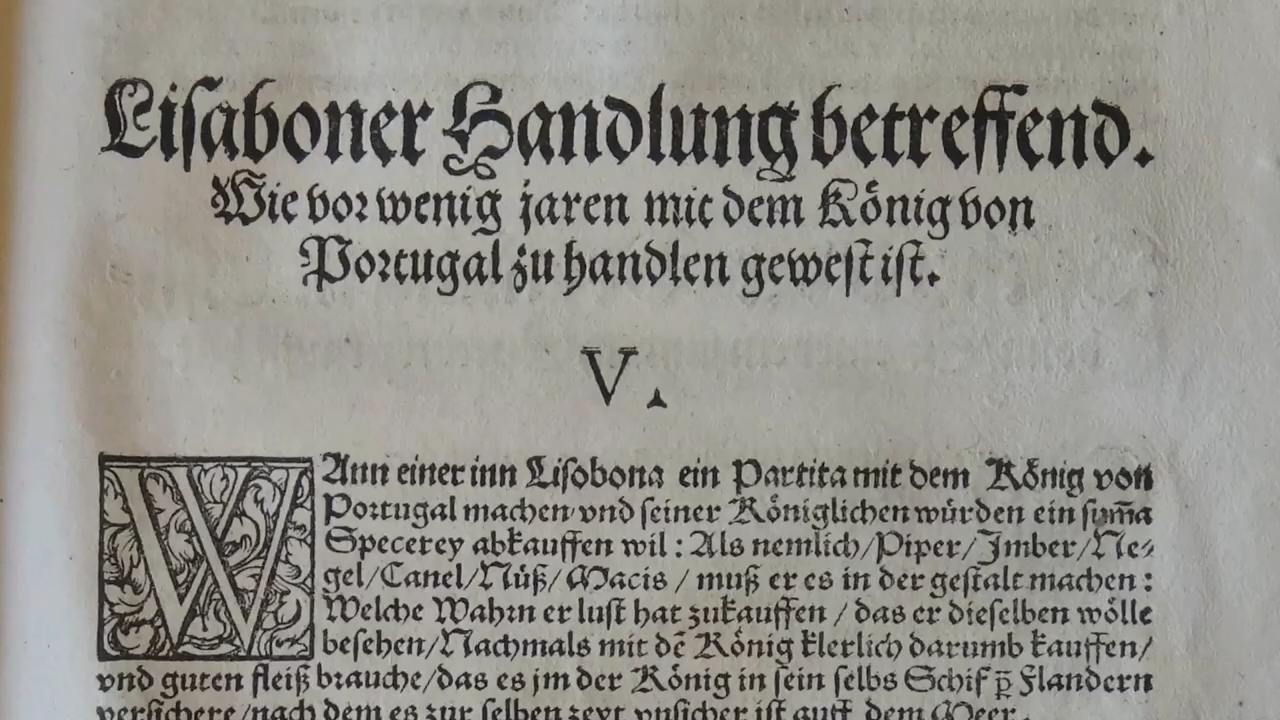 Lisaboner Handlung betreffend.
Wie vor wenig jaren mit dem König von
Portugal zu handlen gewest ist.
V.
WAnn einer inn Lisobona ein Partita mit dem König von
Portugal machen vnd seiner Königlichen würden ein sum̄a
Specerey abkauffen wil : Als nemlich/Piper/Imber/Ne-
gel/Canel/Nüß/Macis / muß er es in der gestalt machen :
Welche Wahrn er lust hat zukauffen / das er dieselben wölle
besehen/Nachmals mit dē König klerlich darumb kauffen/
vnd guten fleiß brauche/das es jm der König in sein selbs Schif p̄ Flandern
versichere/nach dem es zur selben zeyt vnsicher ist auff dem Meer.